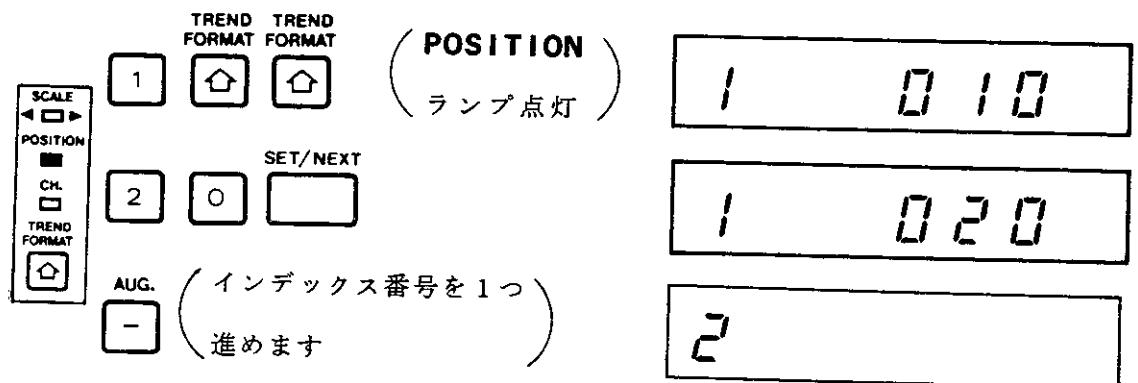 TREND TREND
FORMAT FORMAT
1 (POSITION
ランプ点灯)
1 010
SCALE
POSITION
CH.
TREND
FORMAT
SET/NEXT
2 0
1 020
AUG.
- (インデックス番号を1つ
進めます)
2